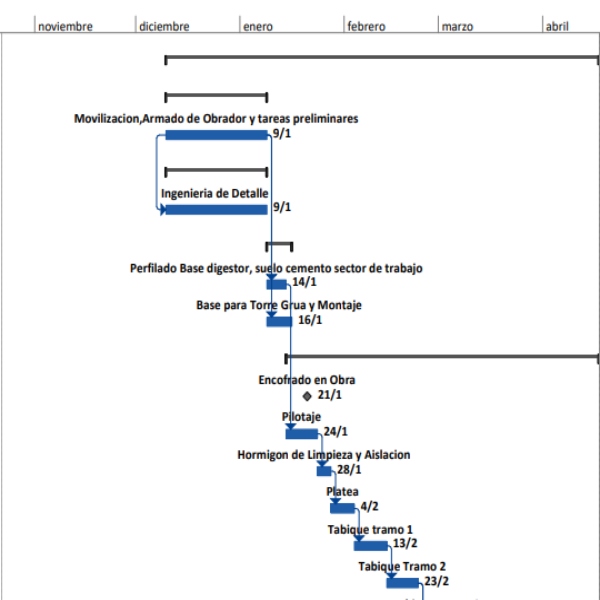 noviembre diciembre enero febrero marzo abril
Movilizacion,Armado de Obrador y tareas preliminares
9/1
Ingenieria de Detalle
9/1
Perfilado Base digestor, suelo cemento sector de trabajo
14/1
Base para Torre Grua y Montaje
16/1
Encofrado en Obra
21/1
Pilotaje
24/1
Hormigon de Limpieza y Aislacion
28/1
Platea
4/2
Tabique tramo 1
13/2
Tabique Tramo 2
23/2